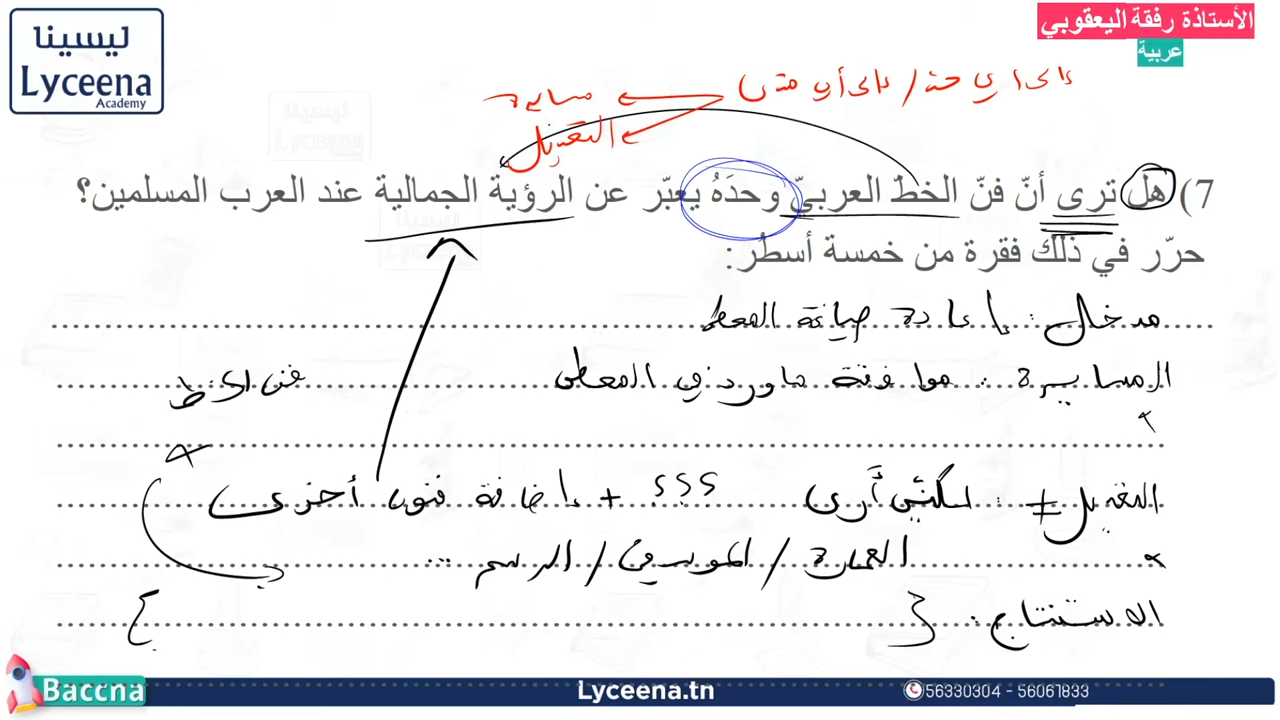 ليسينا
Lyceena
Academy
الأستاذة رفقة اليعقوبي
عربية
إلى أي حد / إلى أي مدى
مسايرة
التعديل
7) هل ترى أنّ فنّ الخطّ العربيّ وحدَهُ يعبّر عن الرؤية الجمالية عند العرب المسلمين؟
حرّر في ذلك فقرة من خمسة أسطر:
مدخل : إعادة صياغة المعطى
المسايرة : موافقة ما ورد في المعطى فن الخط
التعديل : لكنني أرى ؟؟؟ + إضافة فنون أخرى
العمارة / الموسيقى / الرسم ...
الاستنتاج : { }
Baccna
Lyceena.tn
56330304 - 56061833